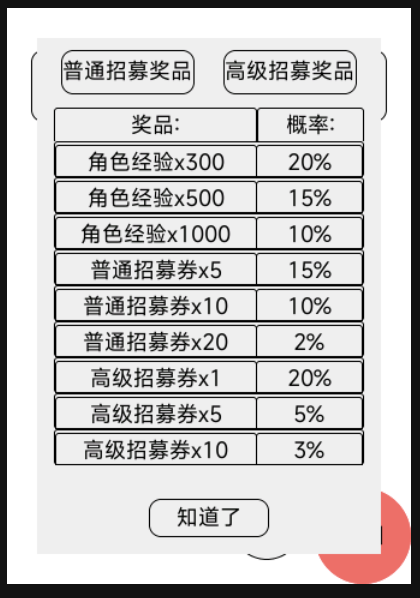 普通招募奖品 高级招募奖品
奖品: 概率:
角色经验x300 20%
角色经验x500 15%
角色经验x1000 10%
普通招募券x5 15%
普通招募券x10 10%
普通招募券x20 2%
高级招募券x1 20%
高级招募券x5 5%
高级招募券x10 3%
知道了